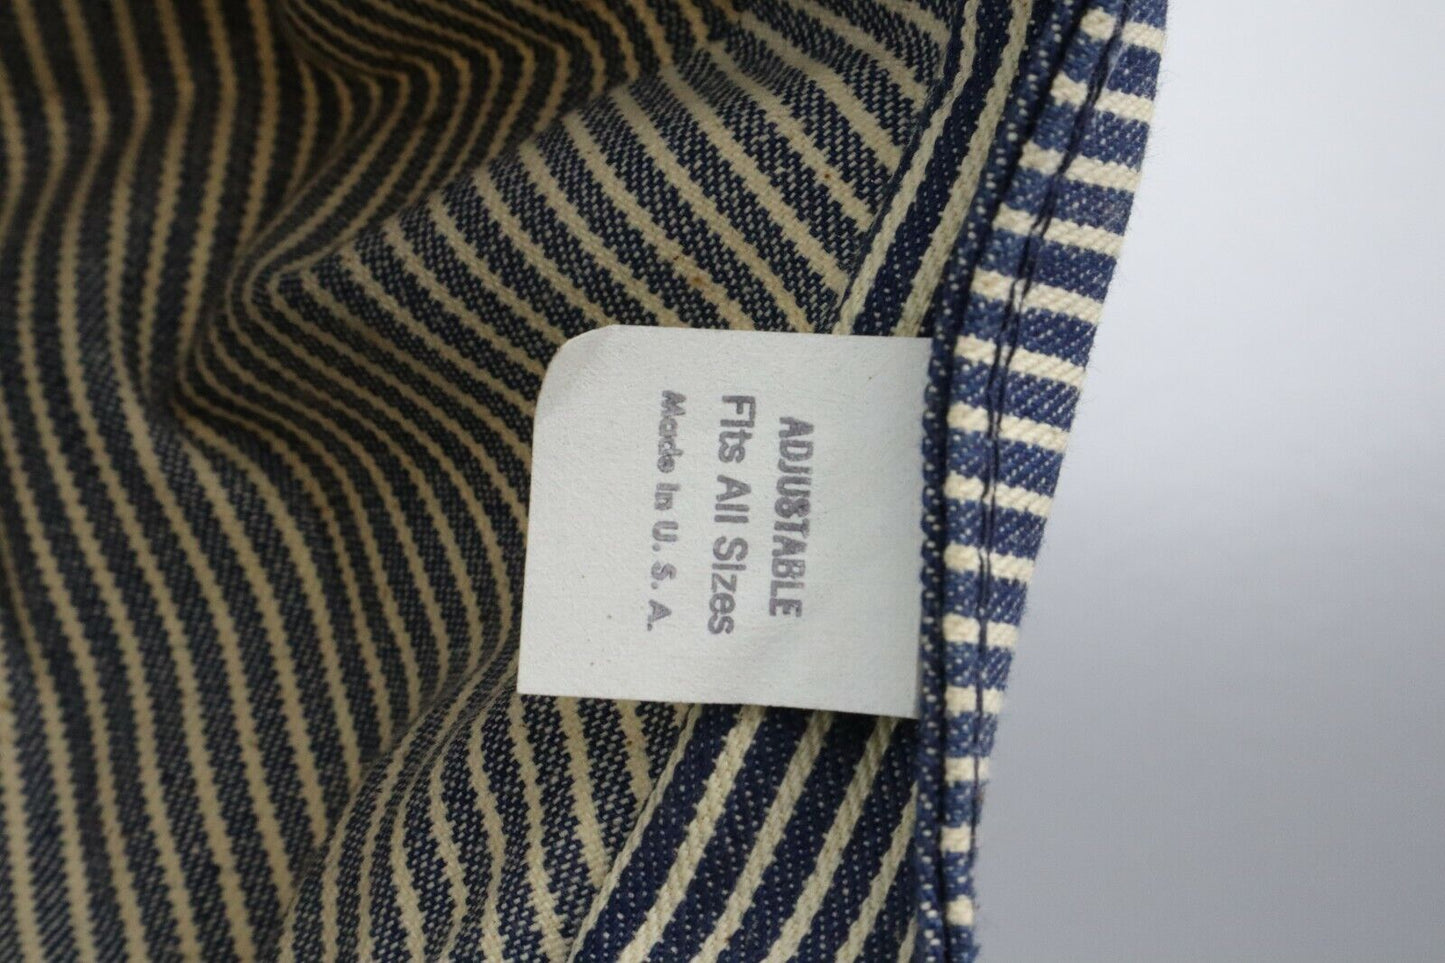 ADJUSTABLE
Fits All Sizes
Made In U. S. A.